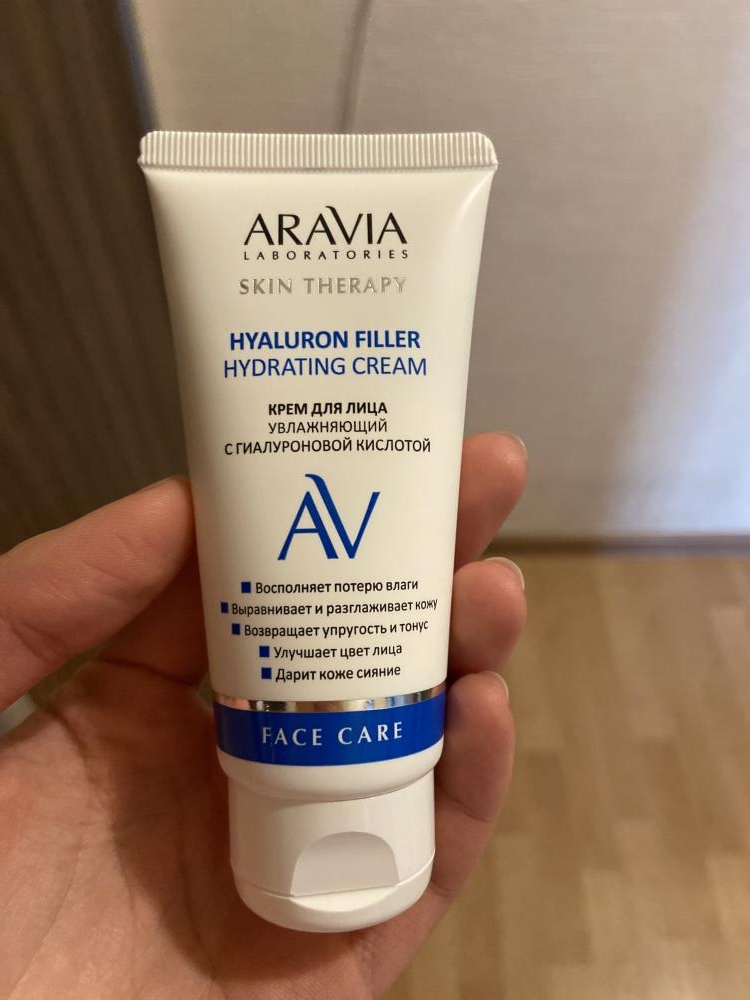 ARAVIA
LABORATORIES
SKIN THERAPY
HYALURON FILLER
HYDRATING CREAM
КРЕМ ДЛЯ ЛИЦА
УВЛАЖНЯЮЩИЙ
С ГИАЛУРОНОВОЙ КИСЛОТОЙ
AV
Восполняет потерю влаги
Выравнивает и разглаживает кожу
Возвращает упругость и тонус
Улучшает цвет лица
Дарит коже сияние
FACE CARE